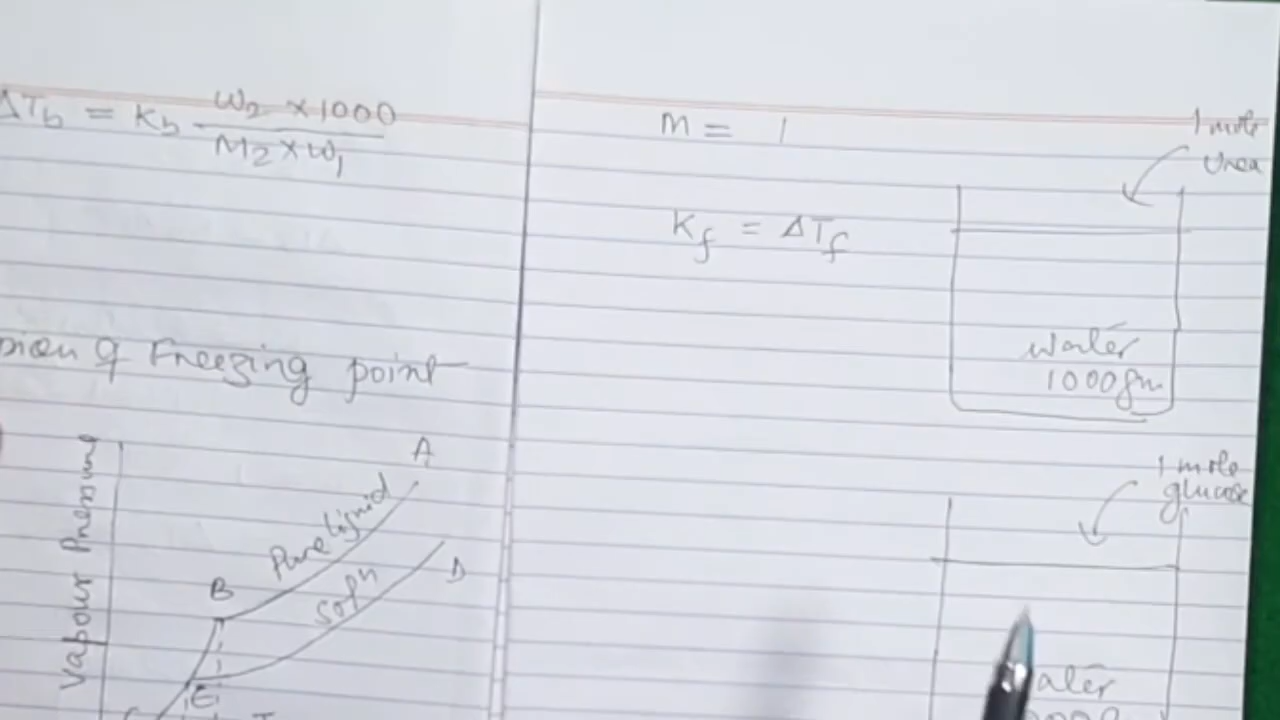 ΔTb = Kb w2 × 1000 / M2 × w1
Freezing point
Vapour Pressure
A
Pure liquid
B
Sol^n
D
E
m = 1
Kf = ΔTf
1 mole
Urea
water
1000gm
1 mole
glucose